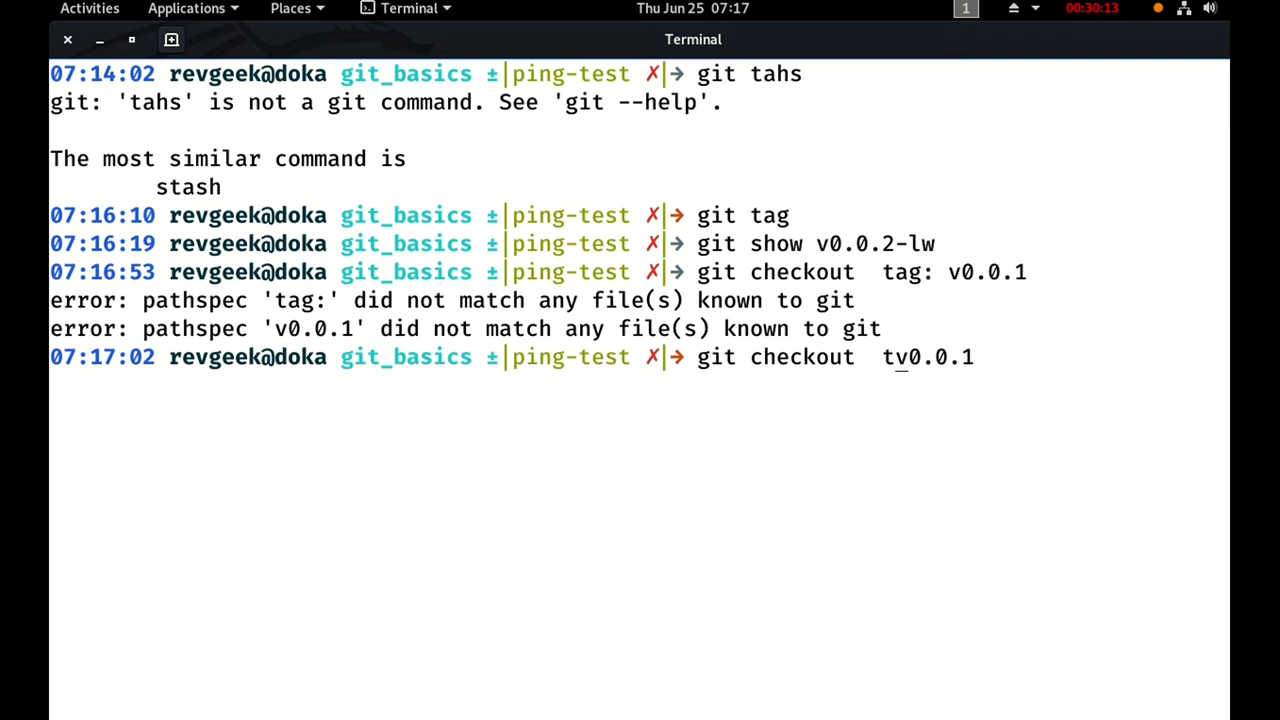 Activities Applications Places Terminal Thu Jun 25 07:17 1 00:30:13
Terminal
07:14:02 revgeek@doka git_basics ±|ping-test ✗|→ git tahs
git: 'tahs' is not a git command. See 'git --help'.
The most similar command is
stash
07:16:10 revgeek@doka git_basics ±|ping-test ✗|→ git tag
07:16:19 revgeek@doka git_basics ±|ping-test ✗|→ git show v0.0.2-lw
07:16:53 revgeek@doka git_basics ±|ping-test ✗|→ git checkout  tag: v0.0.1
error: pathspec 'tag:' did not match any file(s) known to git
error: pathspec 'v0.0.1' did not match any file(s) known to git
07:17:02 revgeek@doka git_basics ±|ping-test ✗|→ git checkout  tv0.0.1